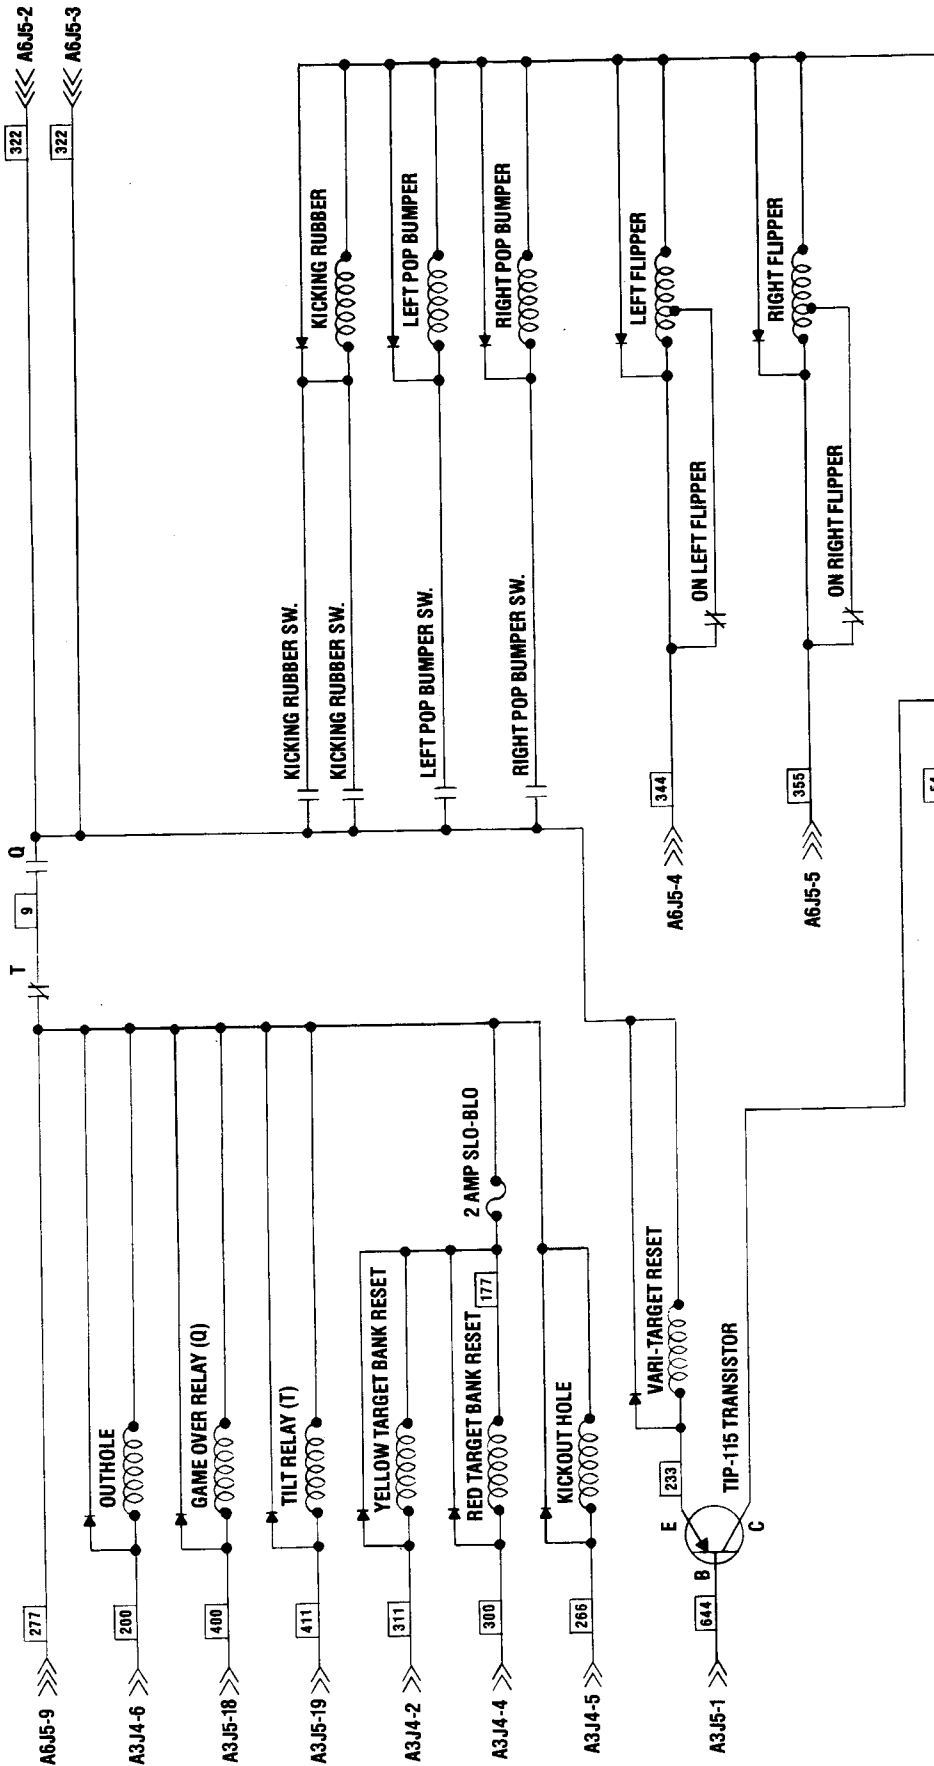 A6J5-2
A6J5-3
322
322
Q
9
T
KICKING RUBBER SW.
KICKING RUBBER SW.
LEFT POP BUMPER SW.
RIGHT POP BUMPER SW.
KICKING RUBBER
LEFT POP BUMPER
RIGHT POP BUMPER
LEFT FLIPPER
RIGHT FLIPPER
ON LEFT FLIPPER
ON RIGHT FLIPPER
344
A6J5-4
355
A6J5-5
2 AMP SLO-BLO
A6J5-9
277
A3J4-6
200
OUTHOLE
A3J5-18
400
GAME OVER RELAY (Q)
A3J5-19
411
TILT RELAY (T)
A3J4-2
311
YELLOW TARGET BANK RESET
A3J4-4
300
RED TARGET BANK RESET
177
A3J4-5
266
KICKOUT HOLE
A3J5-1
644
B
E
C
233
VARI-TARGET RESET
TIP-115 TRANSISTOR